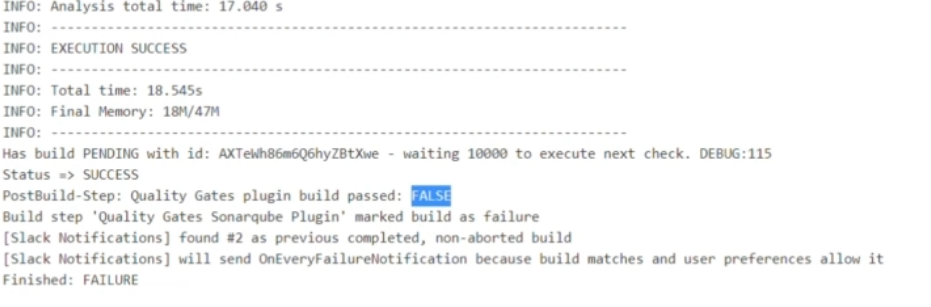 INFO: Analysis total time: 17.040 s
INFO: ------------------------------------------------------------------------
INFO: EXECUTION SUCCESS
INFO: ------------------------------------------------------------------------
INFO: Total time: 18.545s
INFO: Final Memory: 18M/47M
INFO: ------------------------------------------------------------------------
Has build PENDING with id: AXTeWh86m6Q6hyZBtXwe - waiting 10000 to execute next check. DEBUG:115
Status => SUCCESS
PostBuild-Step: Quality Gates plugin build passed: FALSE
Build step 'Quality Gates Sonarqube Plugin' marked build as failure
[Slack Notifications] found #2 as previous completed, non-aborted build
[Slack Notifications] will send OnEveryFailureNotification because build matches and user preferences allow it
Finished: FAILURE